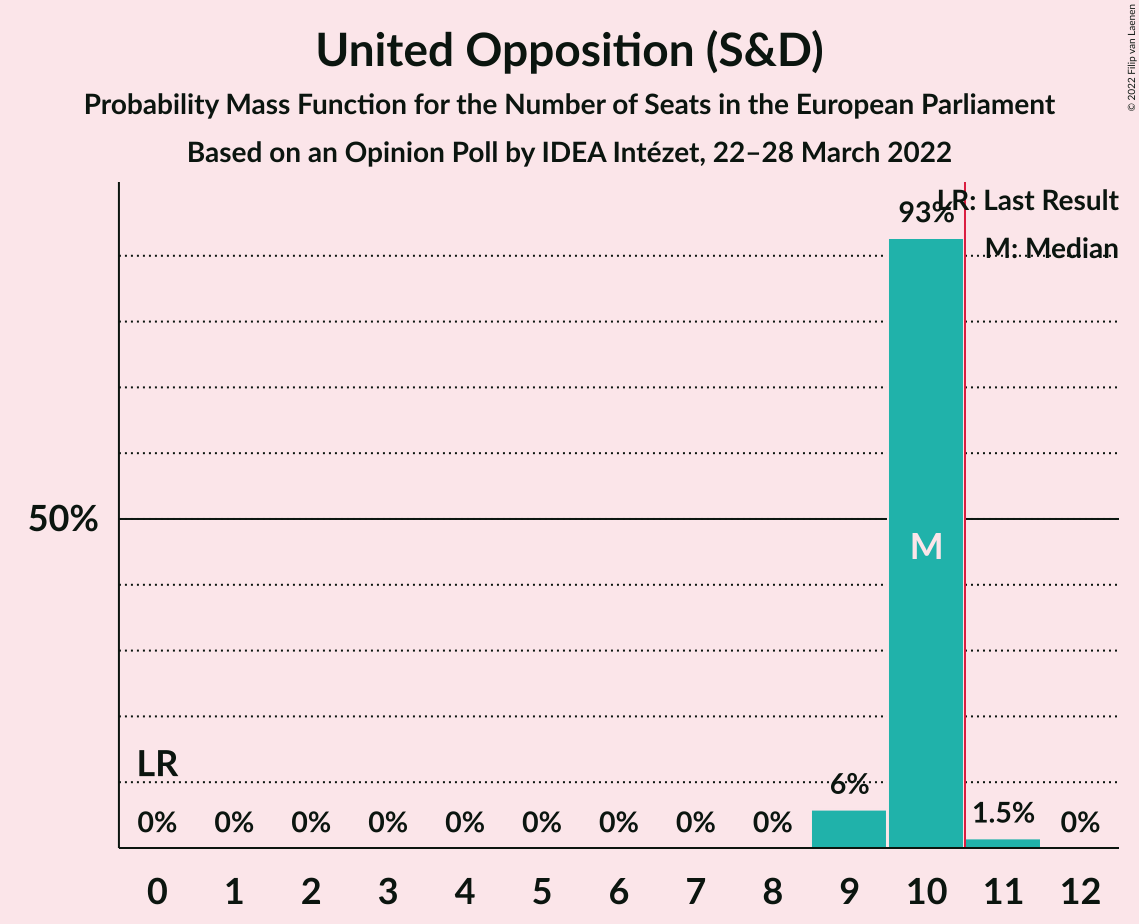 United Opposition (S&D)
Probability Mass Function for the Number of Seats in the European Parliament
Based on an Opinion Poll by IDEA Intézet, 22–28 March 2022
© 2022 Filip van Laenen
LR: Last Result
M: Median
93%
50%
M
LR
0% 0% 0% 0% 0% 0% 0% 0% 0% 6% 1.5% 0%
0 1 2 3 4 5 6 7 8 9 10 11 12